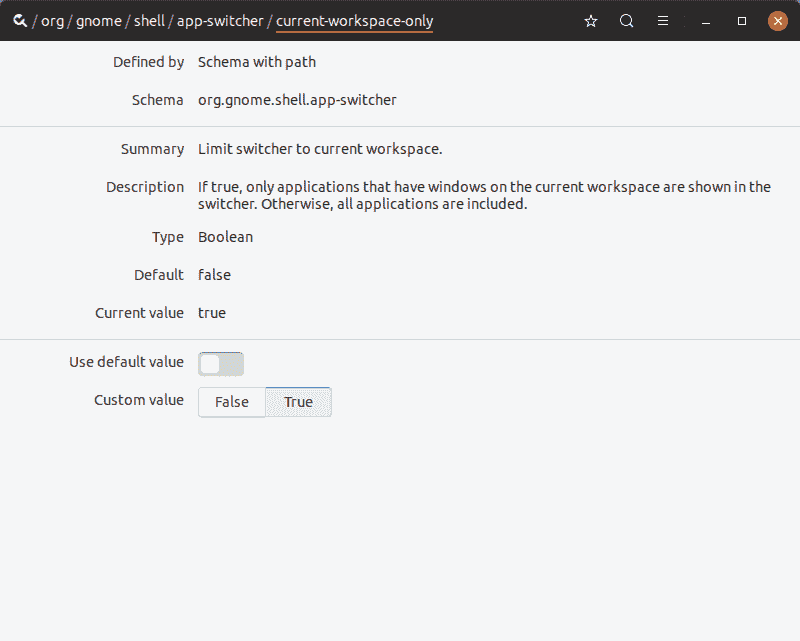 / org / gnome / shell / app-switcher / current-workspace-only
Defined by Schema with path
Schema org.gnome.shell.app-switcher
Summary Limit switcher to current workspace.
Description If true, only applications that have windows on the current workspace are shown in the
switcher. Otherwise, all applications are included.
Type Boolean
Default false
Current value true
Use default value
Custom value False True